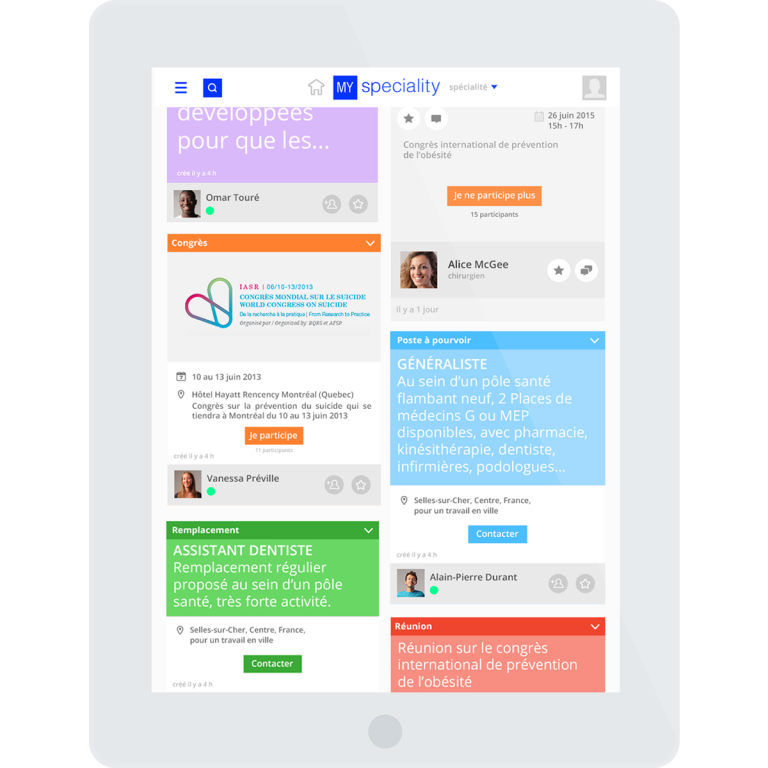 MY speciality
spécialité
développées
pour que les...
créé il y a 4 h
Omar Touré
Congrès
IASR | 06/10-13/2013
CONGRÈS MONDIAL SUR LE SUICIDE
WORLD CONGRESS ON SUICIDE
De la recherche à la pratique | From Research to Practice
Organisé par / Organized by: BQRS et AFSP
10 au 13 juin 2013
Hôtel Hayatt Rencency Montréal (Quebec)
Congrès sur la prévention du suicide qui se
tiendra à Montréal du 10 au 13 juin 2013
Je participe
11 participants
créé il y a 4 h
Vanessa Préville
Remplacement
ASSISTANT DENTISTE
Remplacement régulier
proposé au sein d'un pôle
santé, très forte activité.
Selles-sur-Cher, Centre, France,
pour un travail en ville
Contacter
créé il y a 4 h
26 juin 2015
15h - 17h
Congrès international de prévention
de l'obésité
Je ne participe plus
15 participants
Alice McGee
chirurgien
il y a 1 jour
Poste à pourvoir
GÉNÉRALISTE
Au sein d'un pôle santé
flambant neuf, 2 Places de
médecins G ou MEP
disponibles, avec pharmacie,
kinésithérapie, dentiste,
infirmières, podologues...
Selles-sur-Cher, Centre, France,
pour un travail en ville
Contacter
créé il y a 4 h
Alain-Pierre Durant
Réunion
Réunion sur le congrès
international de prévention
de l'obésité